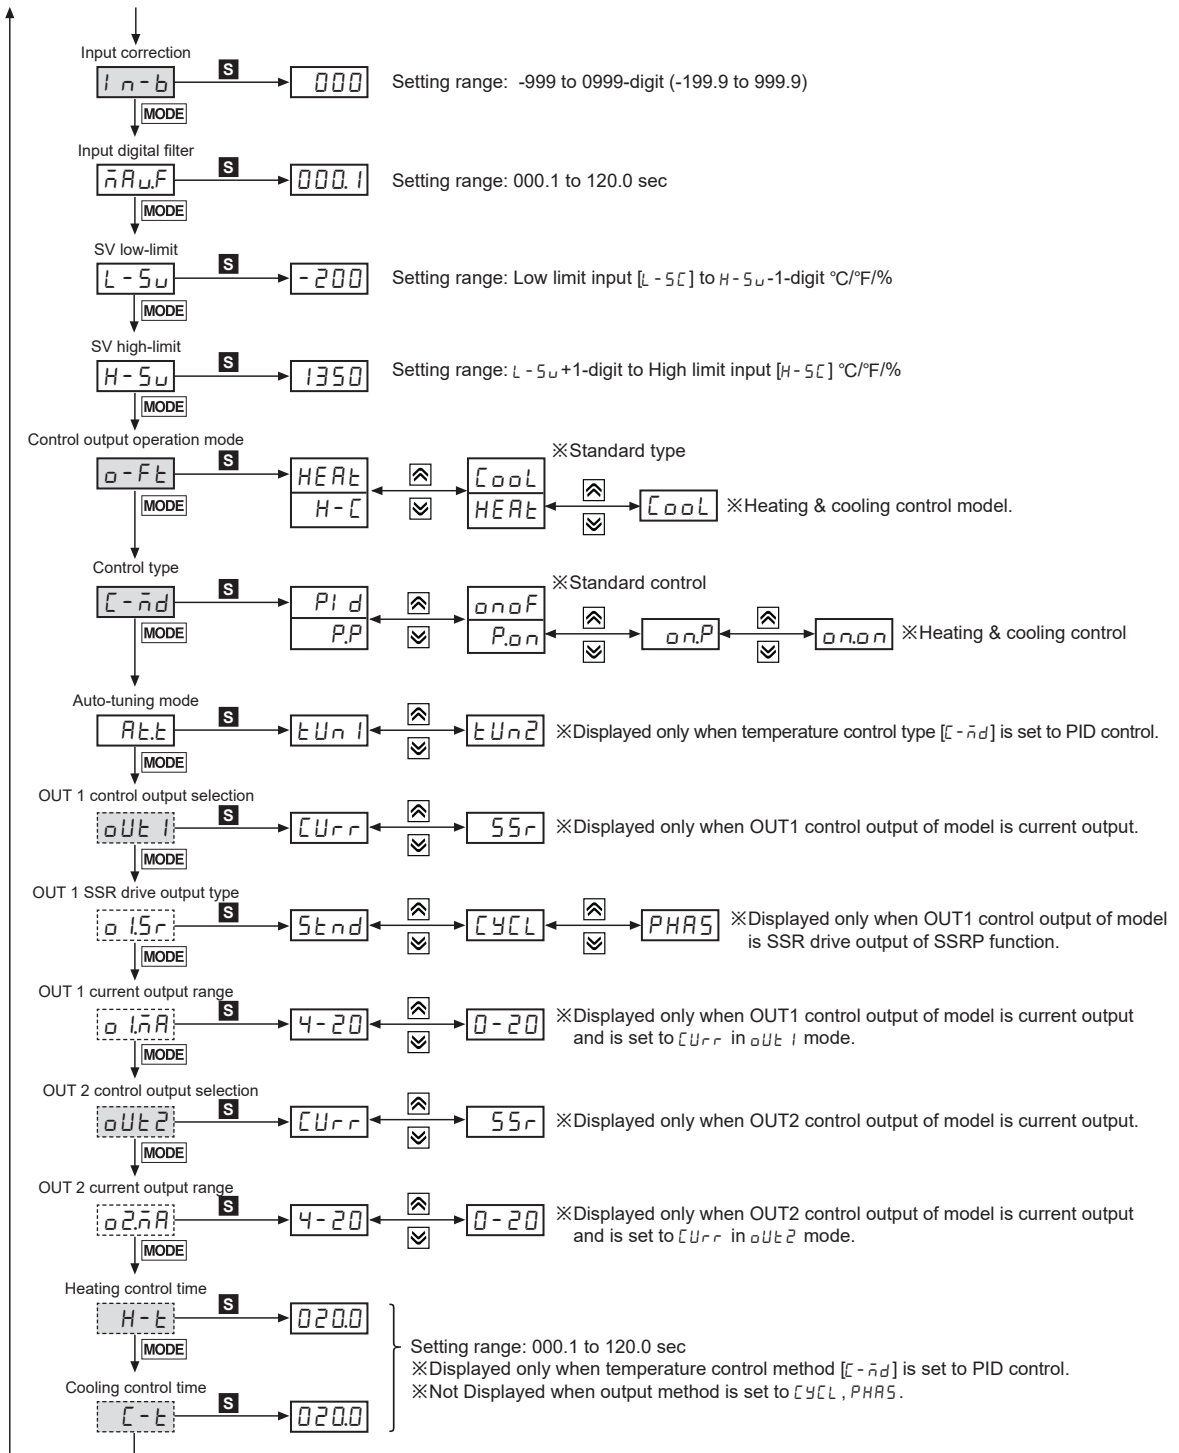 Input correction
In-b S 000 Setting range: -999 to 0999-digit (-199.9 to 999.9)
MODE
Input digital filter
MAv.F S 000.1 Setting range: 000.1 to 120.0 sec
MODE
SV low-limit
L-Sv S -200 Setting range: Low limit input [L-SC] to H-Sv-1-digit °C/°F/%
MODE
SV high-limit
H-Sv S 1350 Setting range: L-Sv+1-digit to High limit input [H-SC] °C/°F/%
MODE
Control output operation mode
※Standard type
o-Ft S HEAt CooL
H-C HEAt CooL ※Heating & cooling control model.
MODE
Control type
※Standard control
C-Md S PId onoF
P.P P.on on.P on.on ※Heating & cooling control
MODE
Auto-tuning mode
At.t S tUn1 tUn2 ※Displayed only when temperature control type [C-Md] is set to PID control.
MODE
OUT 1 control output selection
oUt1 S CUrr SSr ※Displayed only when OUT1 control output of model is current output.
MODE
OUT 1 SSR drive output type
o1.Sr S Stnd CYCL PHAS ※Displayed only when OUT1 control output of model
is SSR drive output of SSRP function.
MODE
OUT 1 current output range
o1.MA S 4-20 0-20 ※Displayed only when OUT1 control output of model is current output
and is set to CUrr in oUt1 mode.
MODE
OUT 2 control output selection
oUt2 S CUrr SSr ※Displayed only when OUT2 control output of model is current output.
MODE
OUT 2 current output range
o2.MA S 4-20 0-20 ※Displayed only when OUT2 control output of model is current output
and is set to CUrr in oUt2 mode.
MODE
Heating control time
H-t S 020.0
MODE
Setting range: 000.1 to 120.0 sec
※Displayed only when temperature control method [C-Md] is set to PID control.
※Not Displayed when output method is set to CYCL, PHAS.
Cooling control time
C-t S 020.0